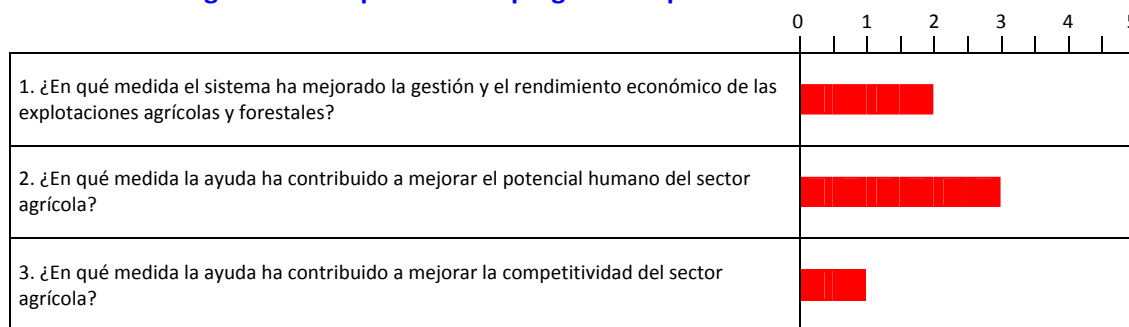 0 1 2 3 4
1. ¿En qué medida el sistema ha mejorado la gestión y el rendimiento económico de las
explotaciones agrícolas y forestales?
2. ¿En qué medida la ayuda ha contribuido a mejorar el potencial humano del sector
agrícola?
3. ¿En qué medida la ayuda ha contribuido a mejorar la competitividad del sector
agrícola?